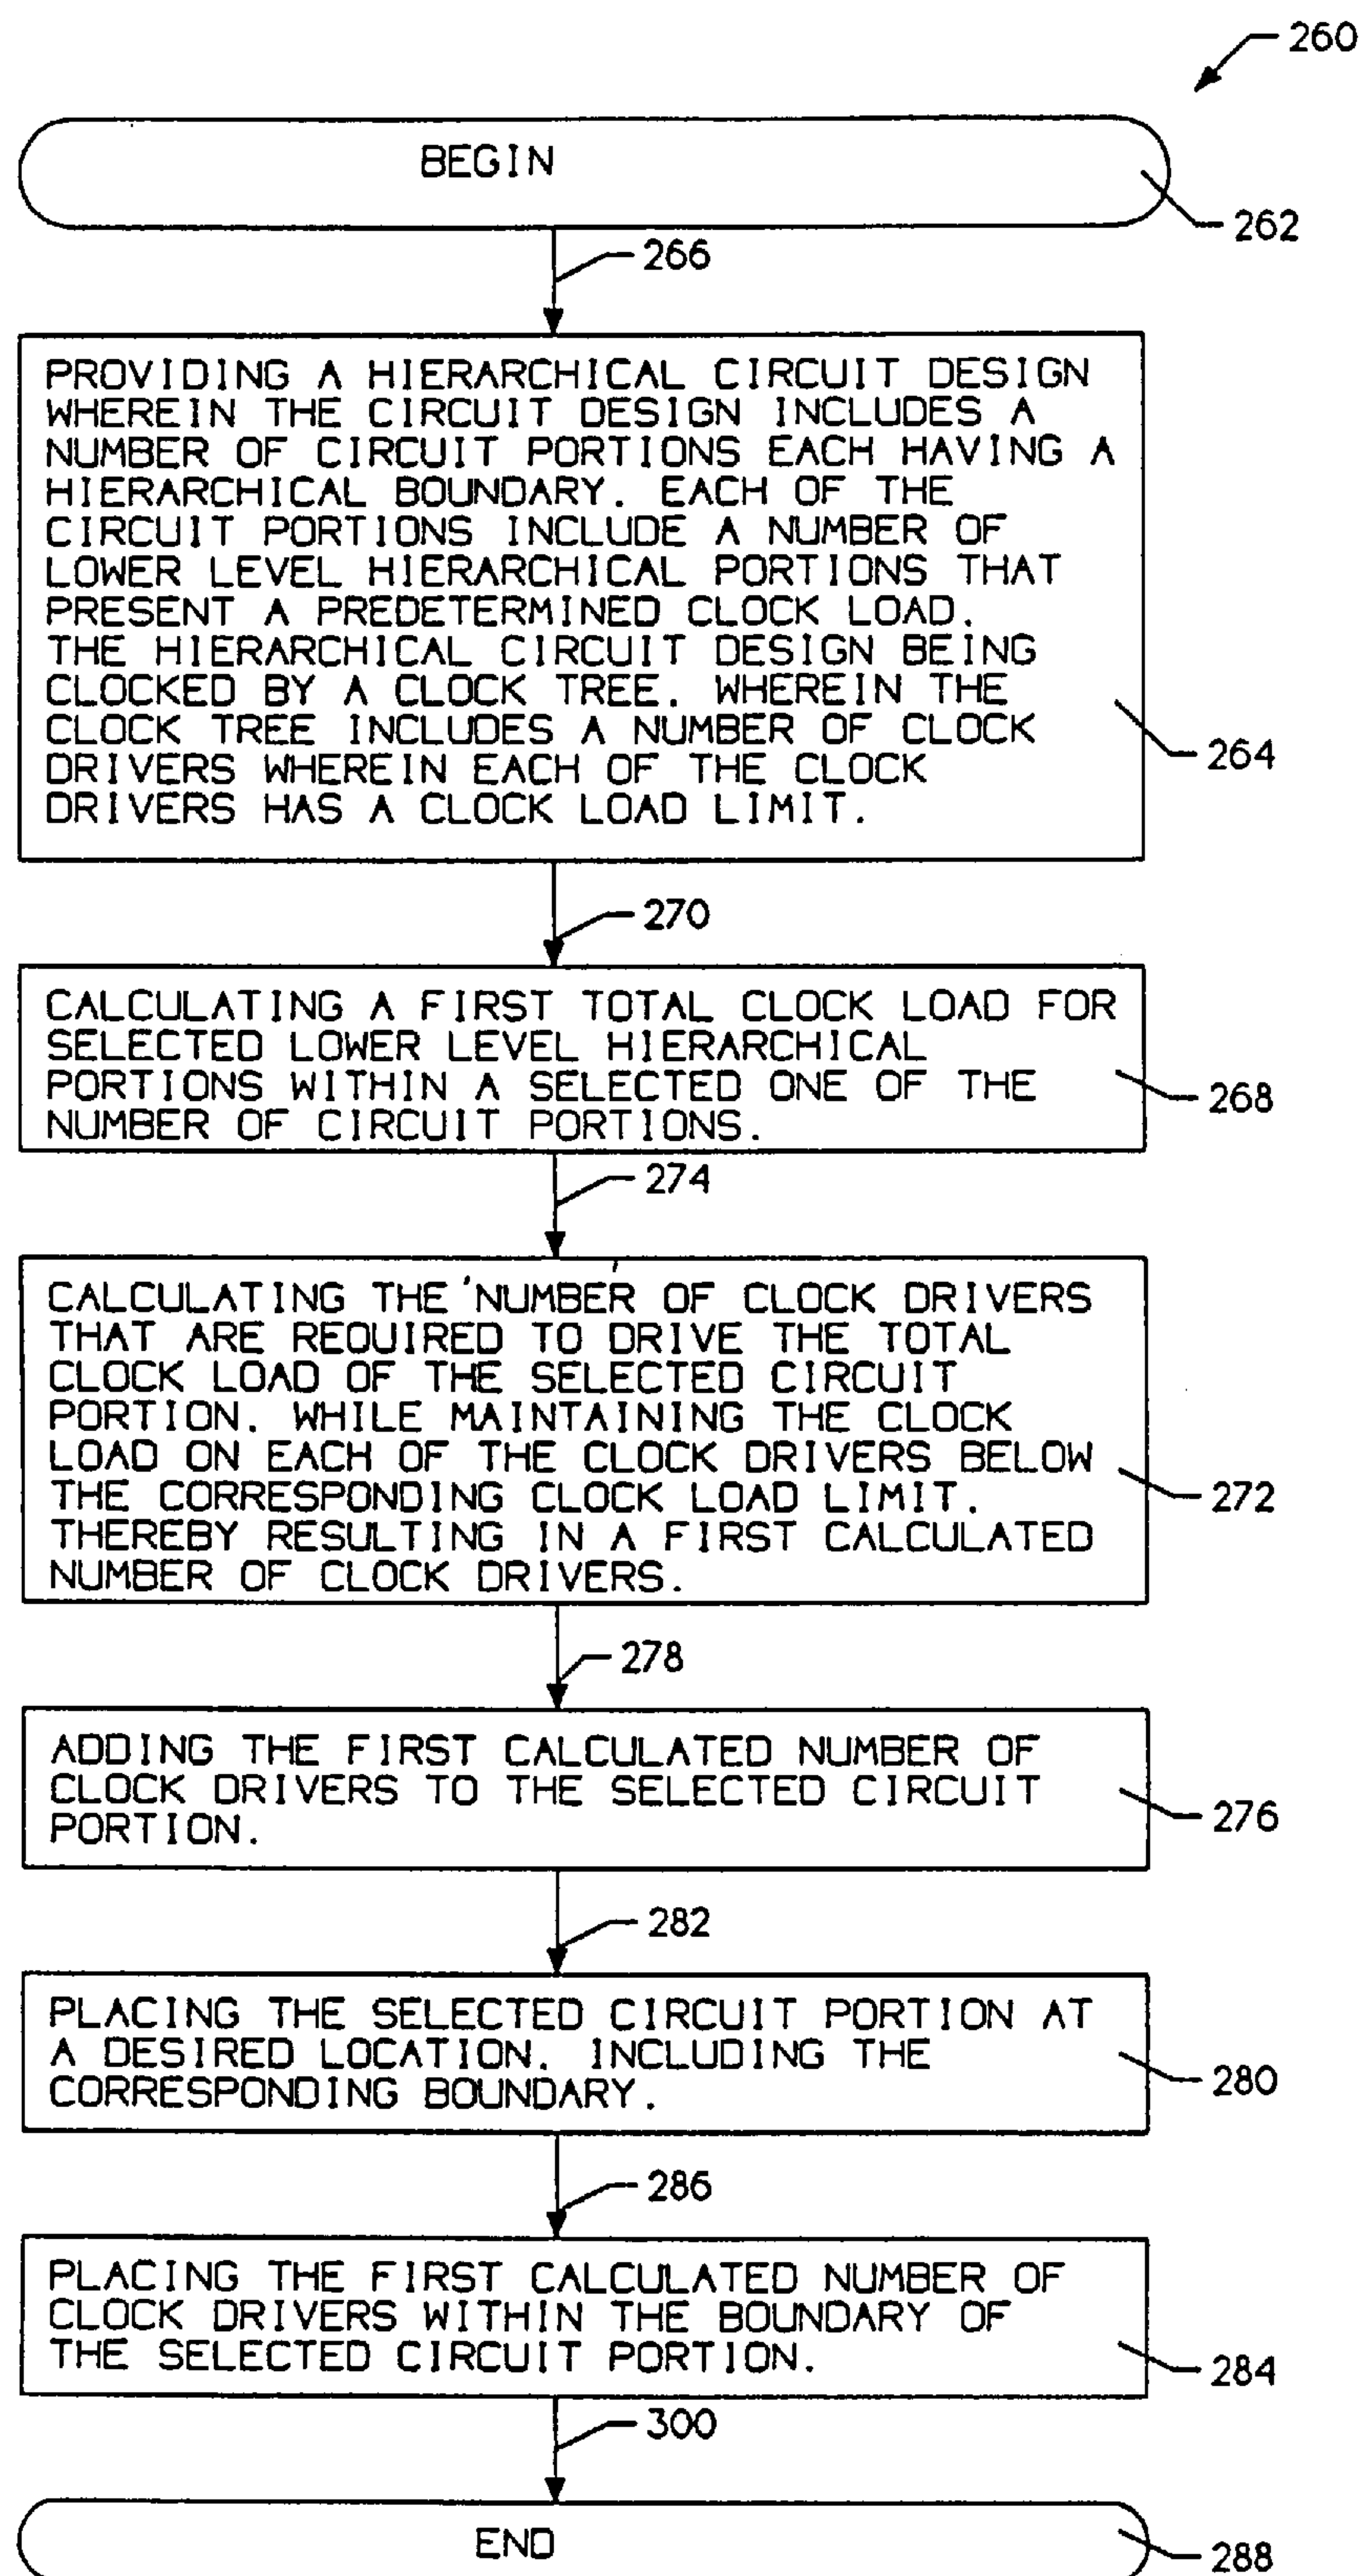 260
BEGIN
262
266
PROVIDING A HIERARCHICAL CIRCUIT DESIGN
WHEREIN THE CIRCUIT DESIGN INCLUDES A
NUMBER OF CIRCUIT PORTIONS EACH HAVING A
HIERARCHICAL BOUNDARY. EACH OF THE
CIRCUIT PORTIONS INCLUDE A NUMBER OF
LOWER LEVEL HIERARCHICAL PORTIONS THAT
PRESENT A PREDETERMINED CLOCK LOAD.
THE HIERARCHICAL CIRCUIT DESIGN BEING
CLOCKED BY A CLOCK TREE. WHEREIN THE
CLOCK TREE INCLUDES A NUMBER OF CLOCK
DRIVERS WHEREIN EACH OF THE CLOCK
DRIVERS HAS A CLOCK LOAD LIMIT.
264
270
CALCULATING A FIRST TOTAL CLOCK LOAD FOR
SELECTED LOWER LEVEL HIERARCHICAL
PORTIONS WITHIN A SELECTED ONE OF THE
NUMBER OF CIRCUIT PORTIONS.
268
274
CALCULATING THE NUMBER OF CLOCK DRIVERS
THAT ARE REQUIRED TO DRIVE THE TOTAL
CLOCK LOAD OF THE SELECTED CIRCUIT
PORTION. WHILE MAINTAINING THE CLOCK
LOAD ON EACH OF THE CLOCK DRIVERS BELOW
THE CORRESPONDING CLOCK LOAD LIMIT.
THEREBY RESULTING IN A FIRST CALCULATED
NUMBER OF CLOCK DRIVERS.
272
278
ADDING THE FIRST CALCULATED NUMBER OF
CLOCK DRIVERS TO THE SELECTED CIRCUIT
PORTION.
276
282
PLACING THE SELECTED CIRCUIT PORTION AT
A DESIRED LOCATION. INCLUDING THE
CORRESPONDING BOUNDARY.
280
286
PLACING THE FIRST CALCULATED NUMBER OF
CLOCK DRIVERS WITHIN THE BOUNDARY OF
THE SELECTED CIRCUIT PORTION.
284
300
END
288